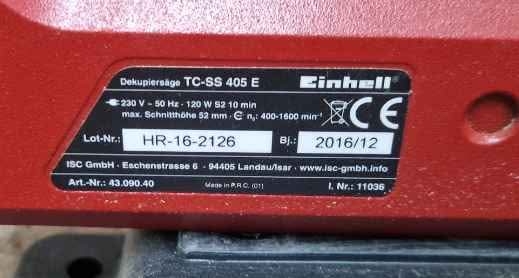 Dekupiersäge TC-SS 405 E Einhell
230 V ~ 50 Hz · 120 W S2 10 min
max. Schnitthöhe 52 mm · n₀: 400-1600 min⁻¹ CE
Lot-Nr.: HR-16-2126 Bj.: 2016/12
ISC GmbH · Eschenstrasse 6 · 94405 Landau/Isar · www.isc-gmbh.info
Art.-Nr.: 43.090.40 Made in P.R.C. (01) I. Nr.: 11036